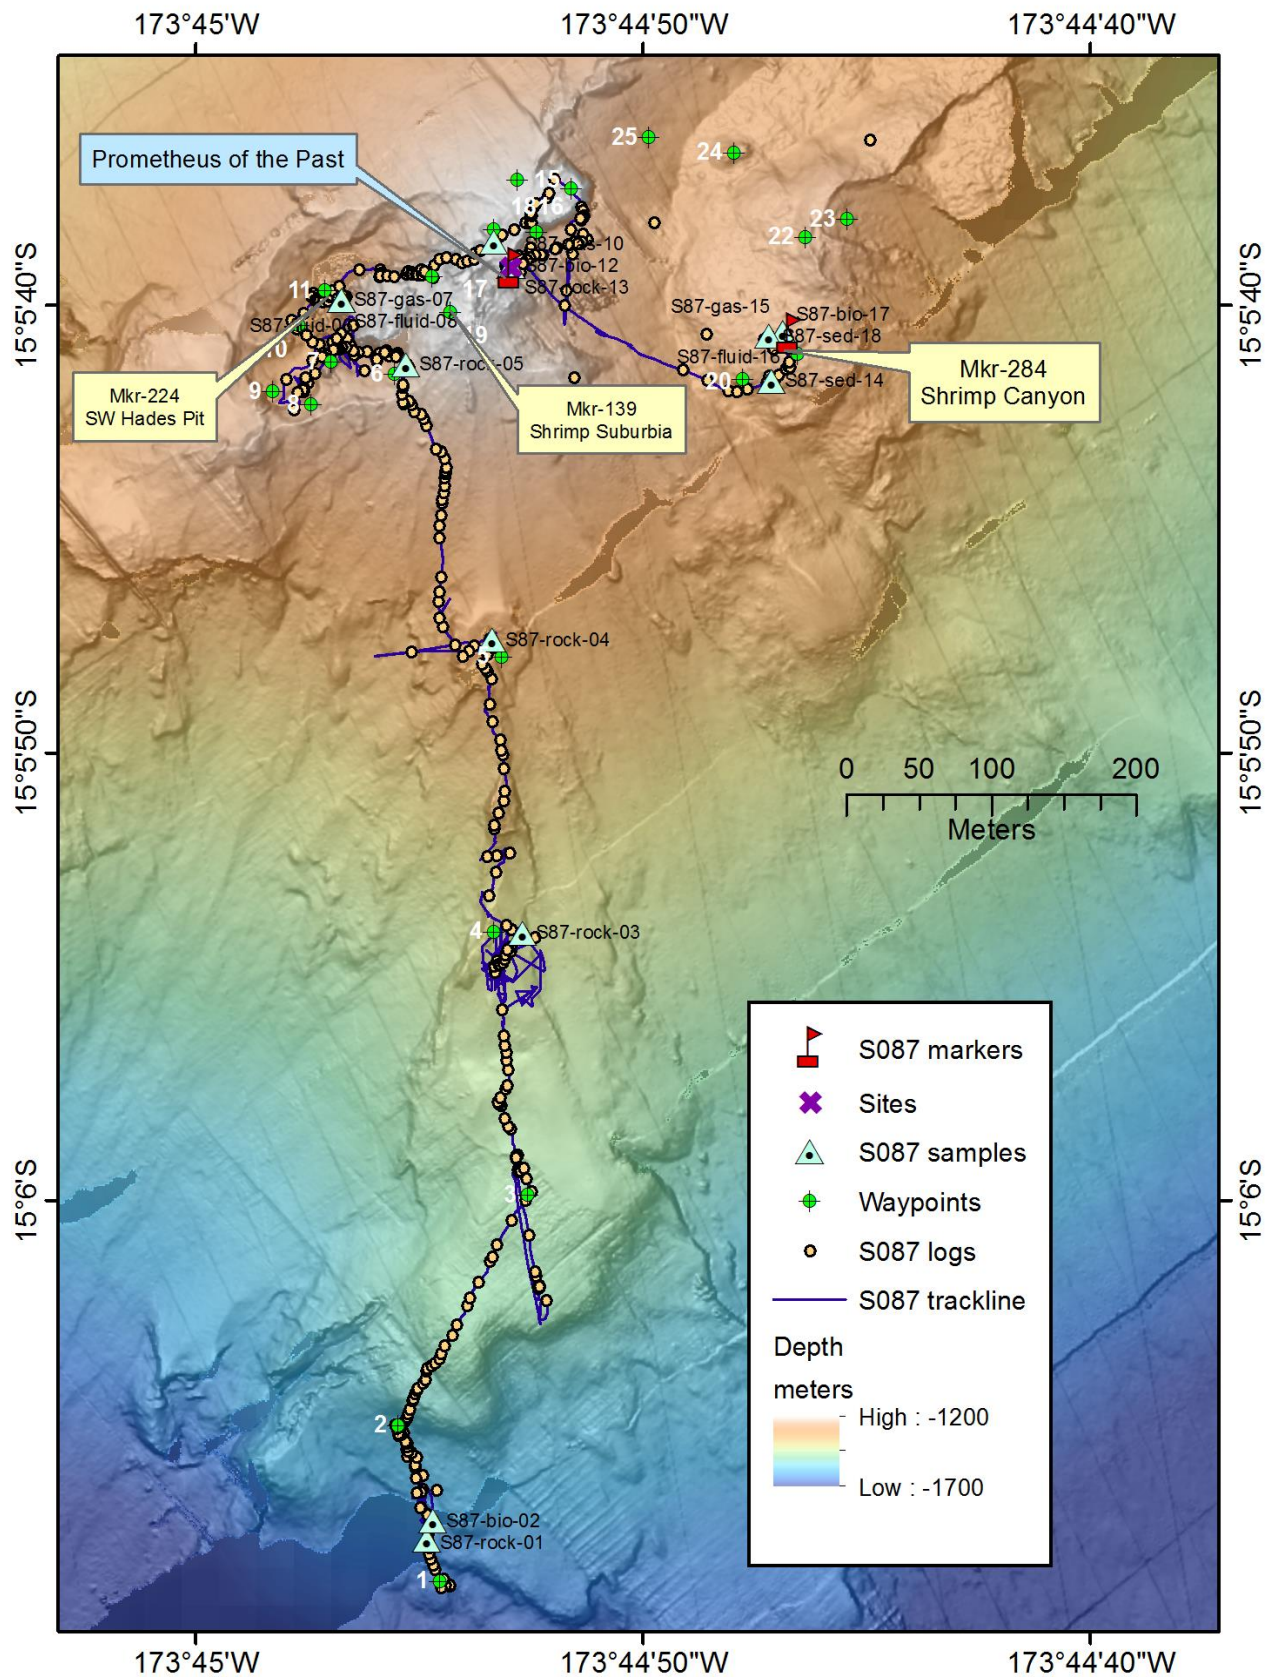 173°45'W
173°44'50"W
173°44'40"W
25
24
Prometheus of the Past
15
18
16
23
22
S87-gas-10
S87-bio-12
S87-rock-13
15°5'40"S
15°5'40"S
11
S87-gas-07
17
S87-fluid-08
S87-gas-15
S87-bio-17
S87-sed-18
10
7
S87-rock-05
S87-fluid-16
6
20
S87-sed-14
9
8
Mkr-224
SW Hades Pit
Mkr-139
Shrimp Suburbia
Mkr-284
Shrimp Canyon
S87-rock-04
5
15°5'50"S
15°5'50"S
0 50 100 200
Meters
4
S87-rock-03
S087 markers
Sites
S087 samples
Waypoints
S087 logs
S087 trackline
Depth
meters
High : -1200
Low : -1700
3
15°6'S
15°6'S
2
S87-bio-02
S87-rock-01
1
173°45'W
173°44'50"W
173°44'40"W